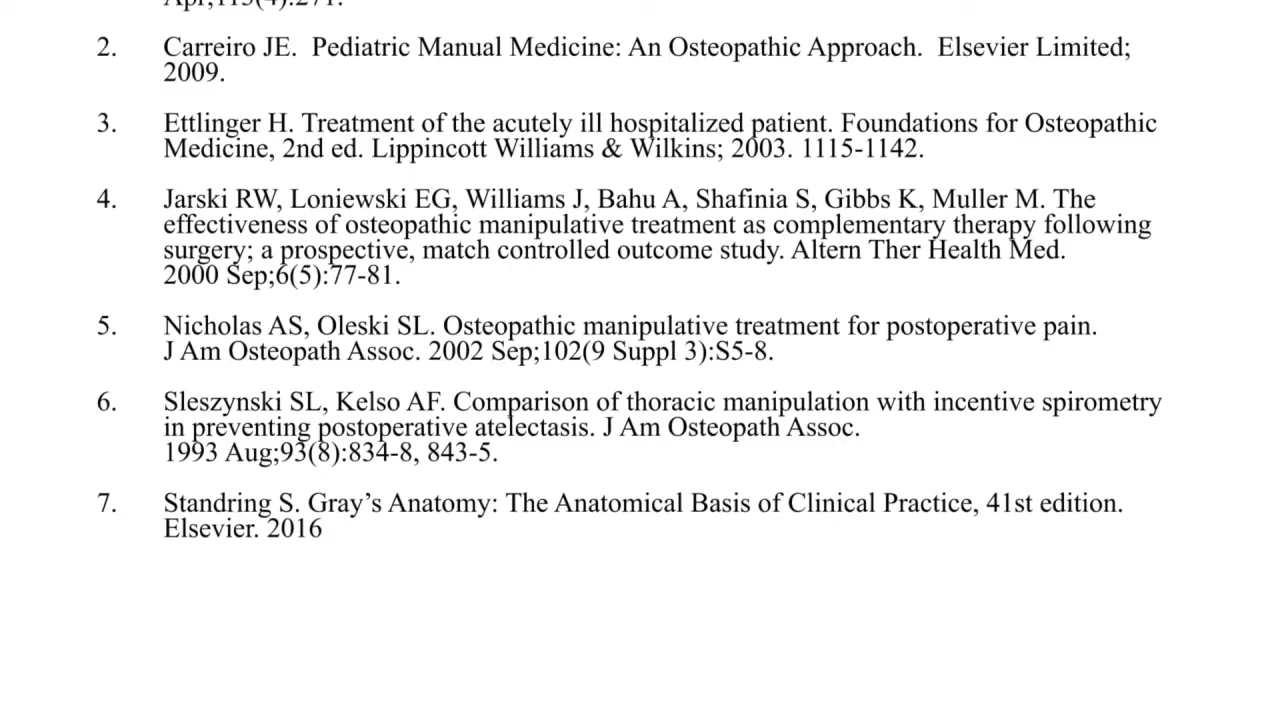 Apr;115(4):271.
2. Carreiro JE.  Pediatric Manual Medicine: An Osteopathic Approach.  Elsevier Limited;
2009.
3. Ettlinger H. Treatment of the acutely ill hospitalized patient. Foundations for Osteopathic
Medicine, 2nd ed. Lippincott Williams & Wilkins; 2003. 1115-1142.
4. Jarski RW, Loniewski EG, Williams J, Bahu A, Shafinia S, Gibbs K, Muller M. The
effectiveness of osteopathic manipulative treatment as complementary therapy following
surgery; a prospective, match controlled outcome study. Altern Ther Health Med.
2000 Sep;6(5):77-81.
5. Nicholas AS, Oleski SL. Osteopathic manipulative treatment for postoperative pain.
J Am Osteopath Assoc. 2002 Sep;102(9 Suppl 3):S5-8.
6. Sleszynski SL, Kelso AF. Comparison of thoracic manipulation with incentive spirometry
in preventing postoperative atelectasis. J Am Osteopath Assoc.
1993 Aug;93(8):834-8, 843-5.
7. Standring S. Gray’s Anatomy: The Anatomical Basis of Clinical Practice, 41st edition.
Elsevier. 2016